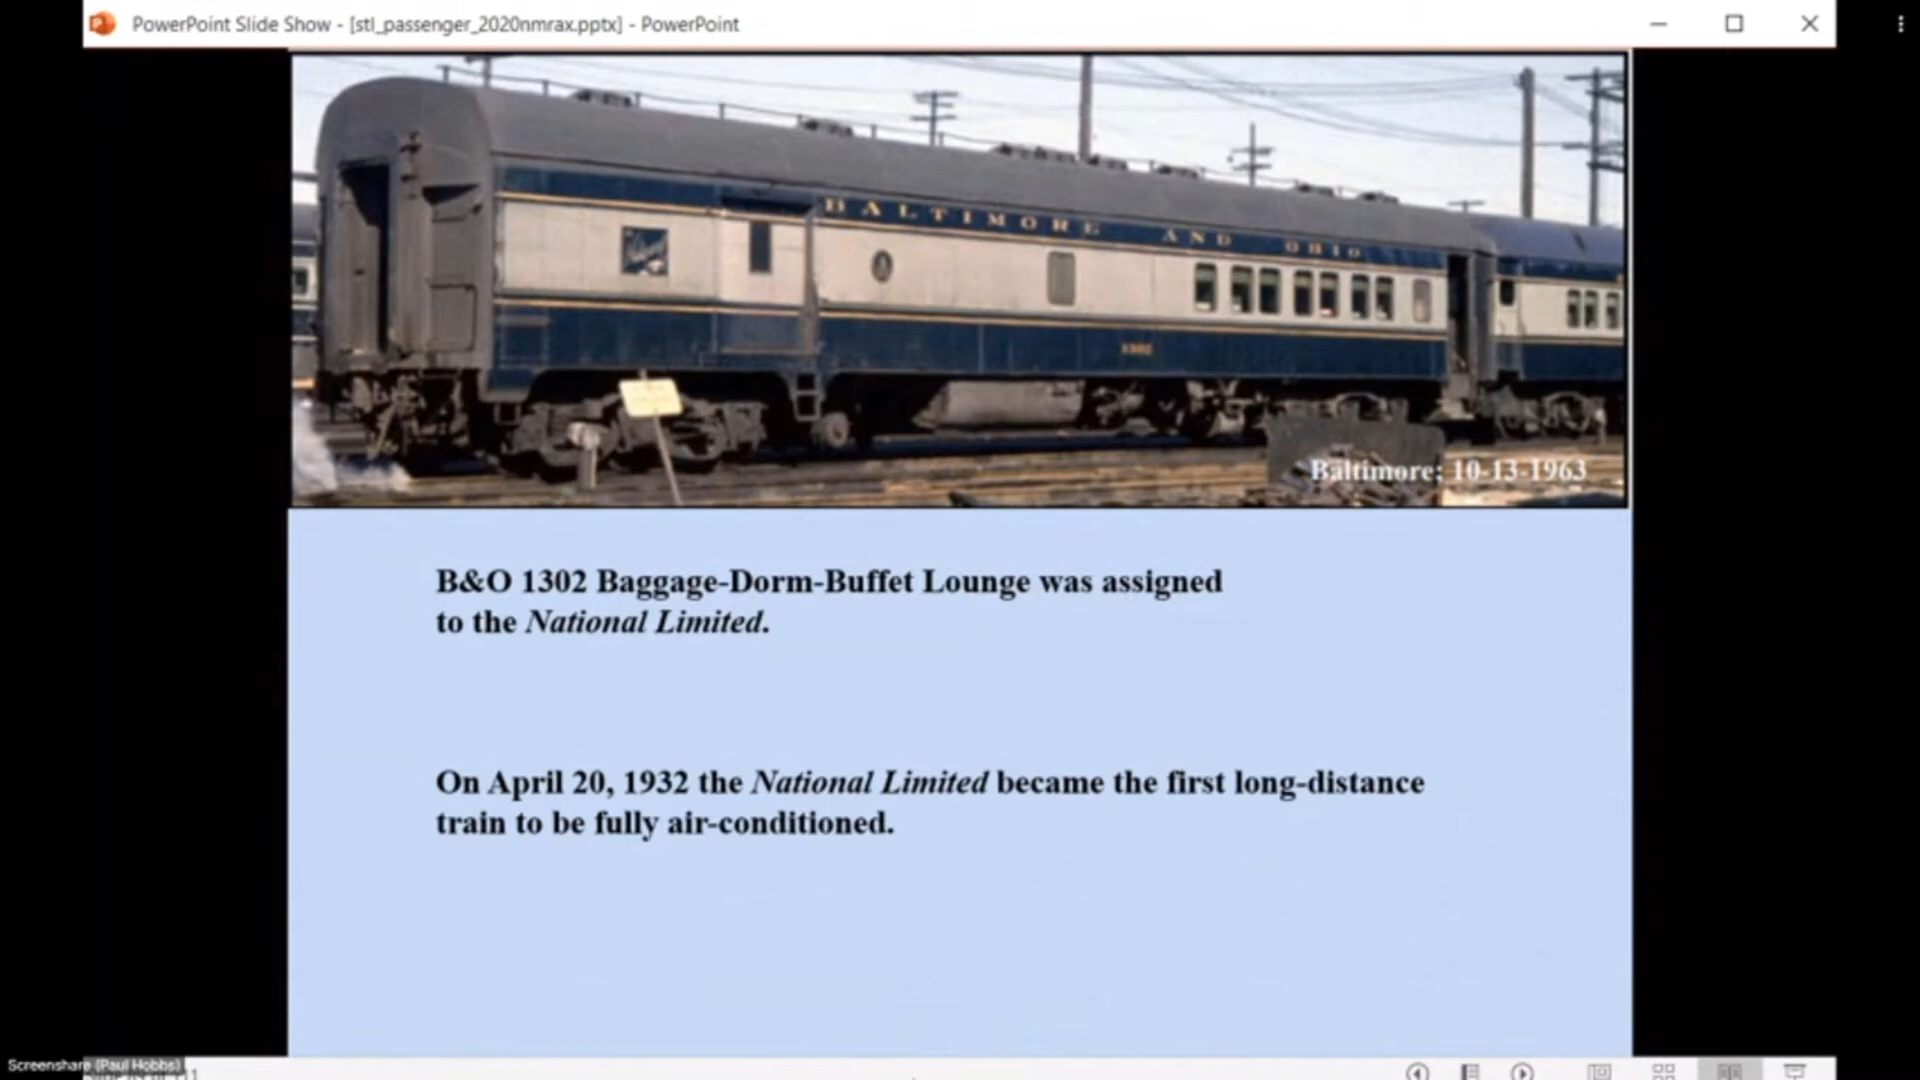 PowerPoint Slide Show - [stl_passenger_2020nmrax.pptx] - PowerPoint
BALTIMORE AND OHIO
1302
Baltimore; 10-13-1963
B&O 1302 Baggage-Dorm-Buffet Lounge was assigned
to the National Limited.
On April 20, 1932 the National Limited became the first long-distance
train to be fully air-conditioned.
Screenshare (Paul Hobbs)